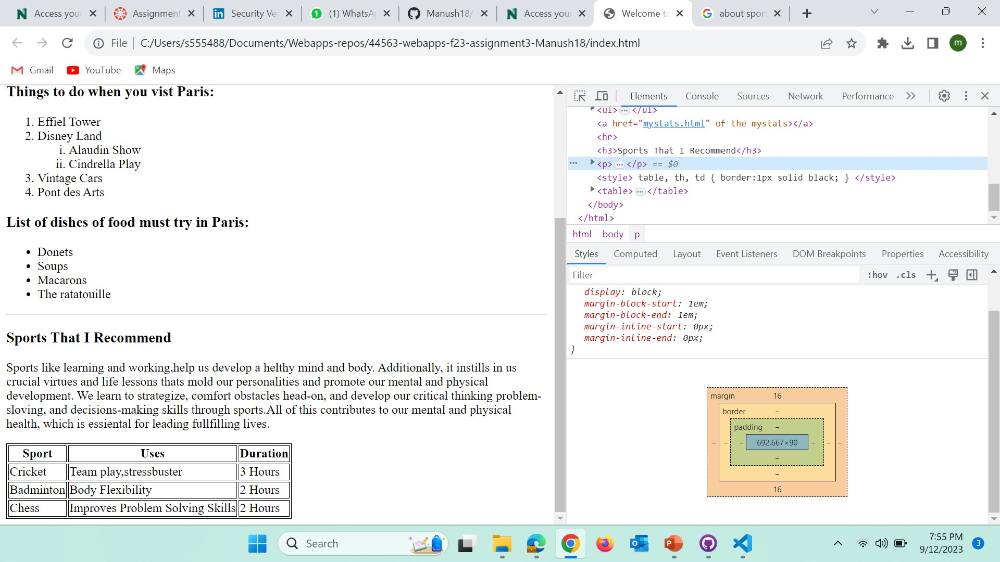 Access your
Assignment
Security Ve
(1) WhatsA
Manush18/
Access your
Welcome to
about sport
File
C:/Users/s555488/Documents/Webapps-repos/44563-webapps-f23-assignment3-Manush18/index.html
m
Gmail
YouTube
Maps
Things to do when you vist Paris:
1. Effiel Tower
2. Disney Land
i. Alaudin Show
ii. Cindrella Play
3. Vintage Cars
4. Pont des Arts
List of dishes of food must try in Paris:
• Donets
• Soups
• Macarons
• The ratatouille
Sports That I Recommend
Sports like learning and working,help us develop a helthy mind and body. Additionally, it instills in us
crucial virtues and life lessons thats mold our personalities and promote our mental and physical
development. We learn to strategize, comfort obstacles head-on, and develop our critical thinking problem-
sloving, and decisions-making skills through sports.All of this contributes to our mental and physical
health, which is essiental for leading fullfilling lives.
Sport Uses Duration
Cricket Team play,stressbuster 3 Hours
Badminton Body Flexibility 2 Hours
Chess Improves Problem Solving Skills 2 Hours
Elements Console Sources Network Performance
<ul> … </ul>
<a href="mystats.html" of the mystats></a>
<hr>
<h3>Sports That I Recommend</h3>
<p> … </p> == $0
<style> table, th, td { border:1px solid black; } </style>
<table> … </table>
</body>
</html>
html body p
Styles Computed Layout Event Listeners DOM Breakpoints Properties Accessibility
Filter :hov .cls
display: block;
margin-block-start: 1em;
margin-block-end: 1em;
margin-inline-start: 0px;
margin-inline-end: 0px;
}
margin 16
border –
padding –
– – – 692.667×90 – – –
–
–
16
Search
7:55 PM
9/12/2023
3